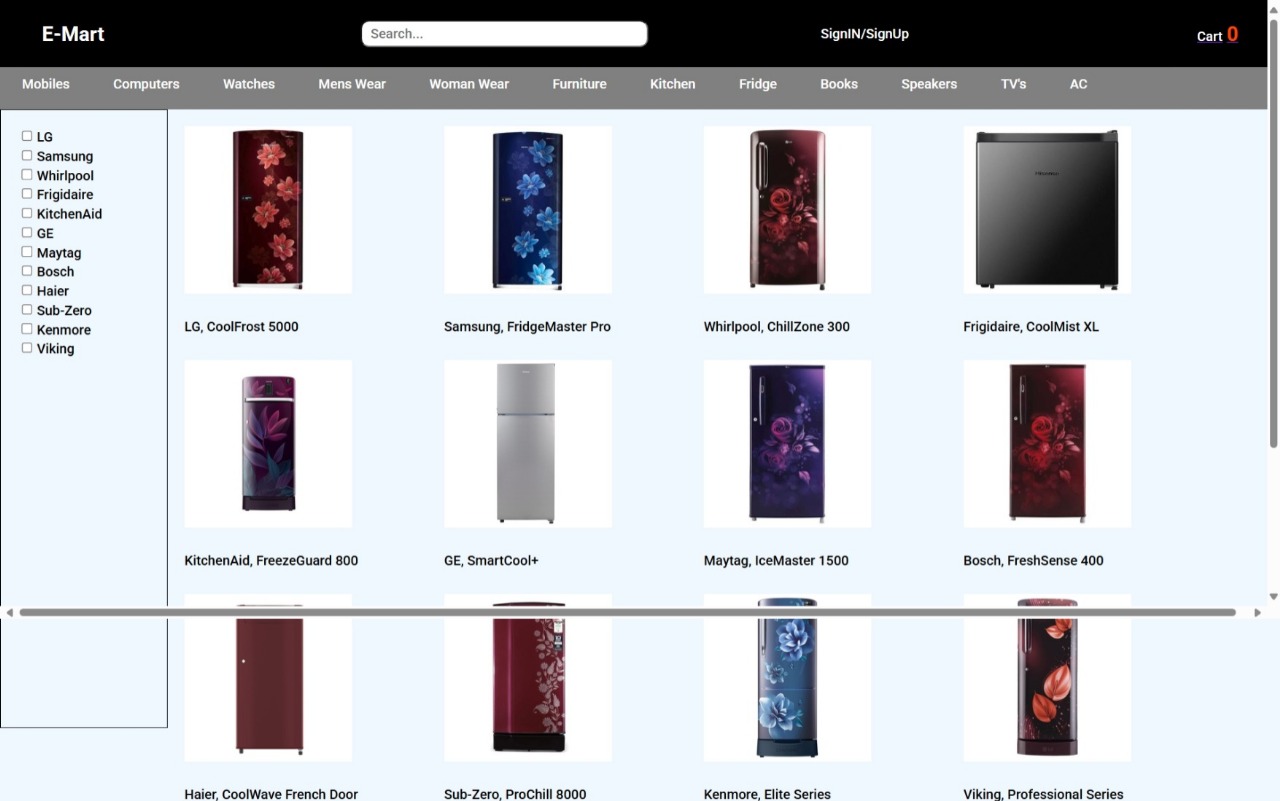 E-Mart
Search...
SignIN/SignUp
Cart 0
Mobiles
Computers
Watches
Mens Wear
Woman Wear
Furniture
Kitchen
Fridge
Books
Speakers
TV's
AC
LG
Samsung
Whirlpool
Frigidaire
KitchenAid
GE
Maytag
Bosch
Haier
Sub-Zero
Kenmore
Viking
LG, CoolFrost 5000
Samsung, FridgeMaster Pro
Whirlpool, ChillZone 300
Frigidaire, CoolMist XL
KitchenAid, FreezeGuard 800
GE, SmartCool+
Maytag, IceMaster 1500
Bosch, FreshSense 400
Haier, CoolWave French Door
Sub-Zero, ProChill 8000
Kenmore, Elite Series
Viking, Professional Series